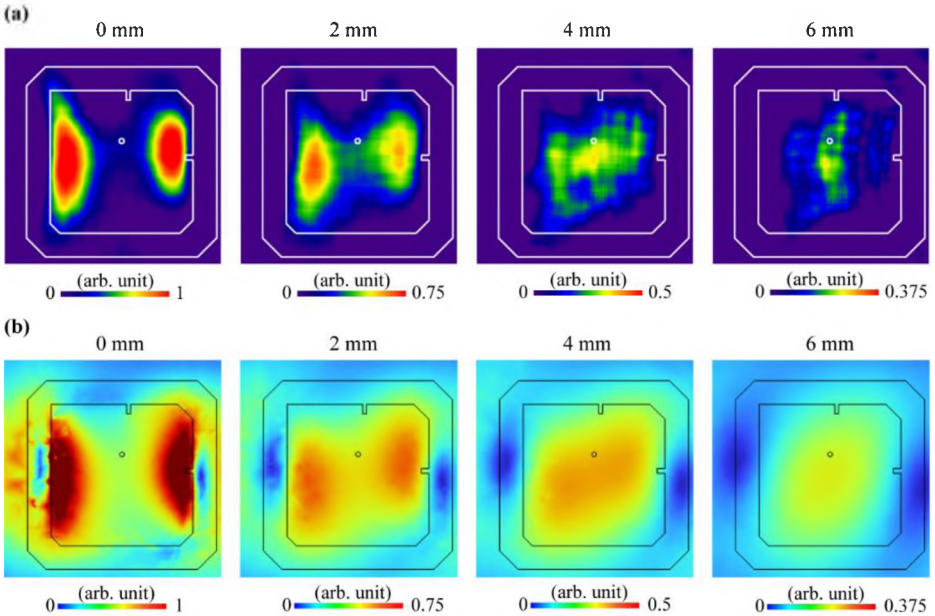 (a)
0 mm 2 mm 4 mm 6 mm
(arb. unit) (arb. unit) (arb. unit) (arb. unit)
0 1 0 0.75 0 0.5 0 0.375
(b)
0 mm 2 mm 4 mm 6 mm
(arb. unit) (arb. unit) (arb. unit) (arb. unit)
0 1 0 0.75 0 0.5 0 0.375